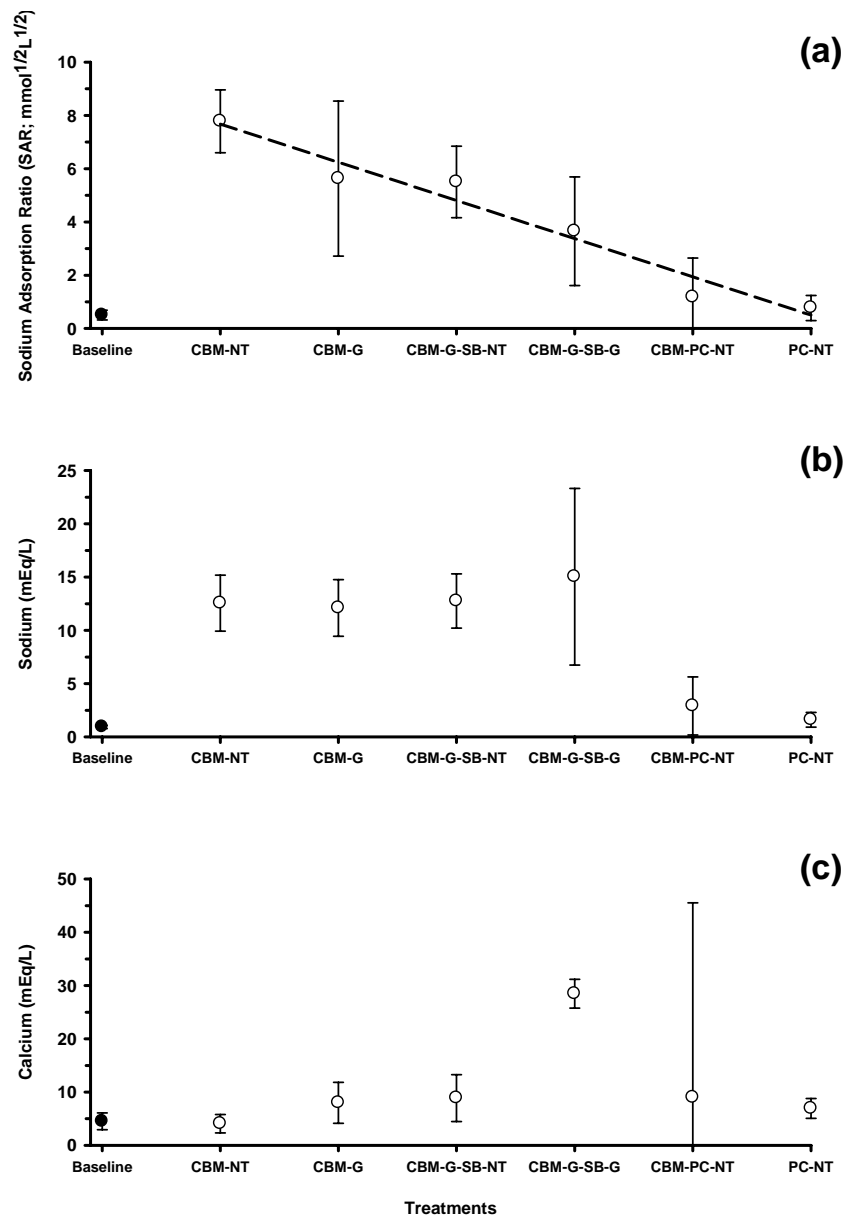 (a)
Sodium Adsorption Ratio (SAR; mmol1/2L1/2)
10
8
6
4
2
0
Baseline CBM-NT CBM-G CBM-G-SB-NT CBM-G-SB-G CBM-PC-NT PC-NT
(b)
Sodium (mEq/L)
25
20
15
10
5
0
Baseline CBM-NT CBM-G CBM-G-SB-NT CBM-G-SB-G CBM-PC-NT PC-NT
(c)
Calcium (mEq/L)
50
40
30
20
10
0
Baseline CBM-NT CBM-G CBM-G-SB-NT CBM-G-SB-G CBM-PC-NT PC-NT
Treatments